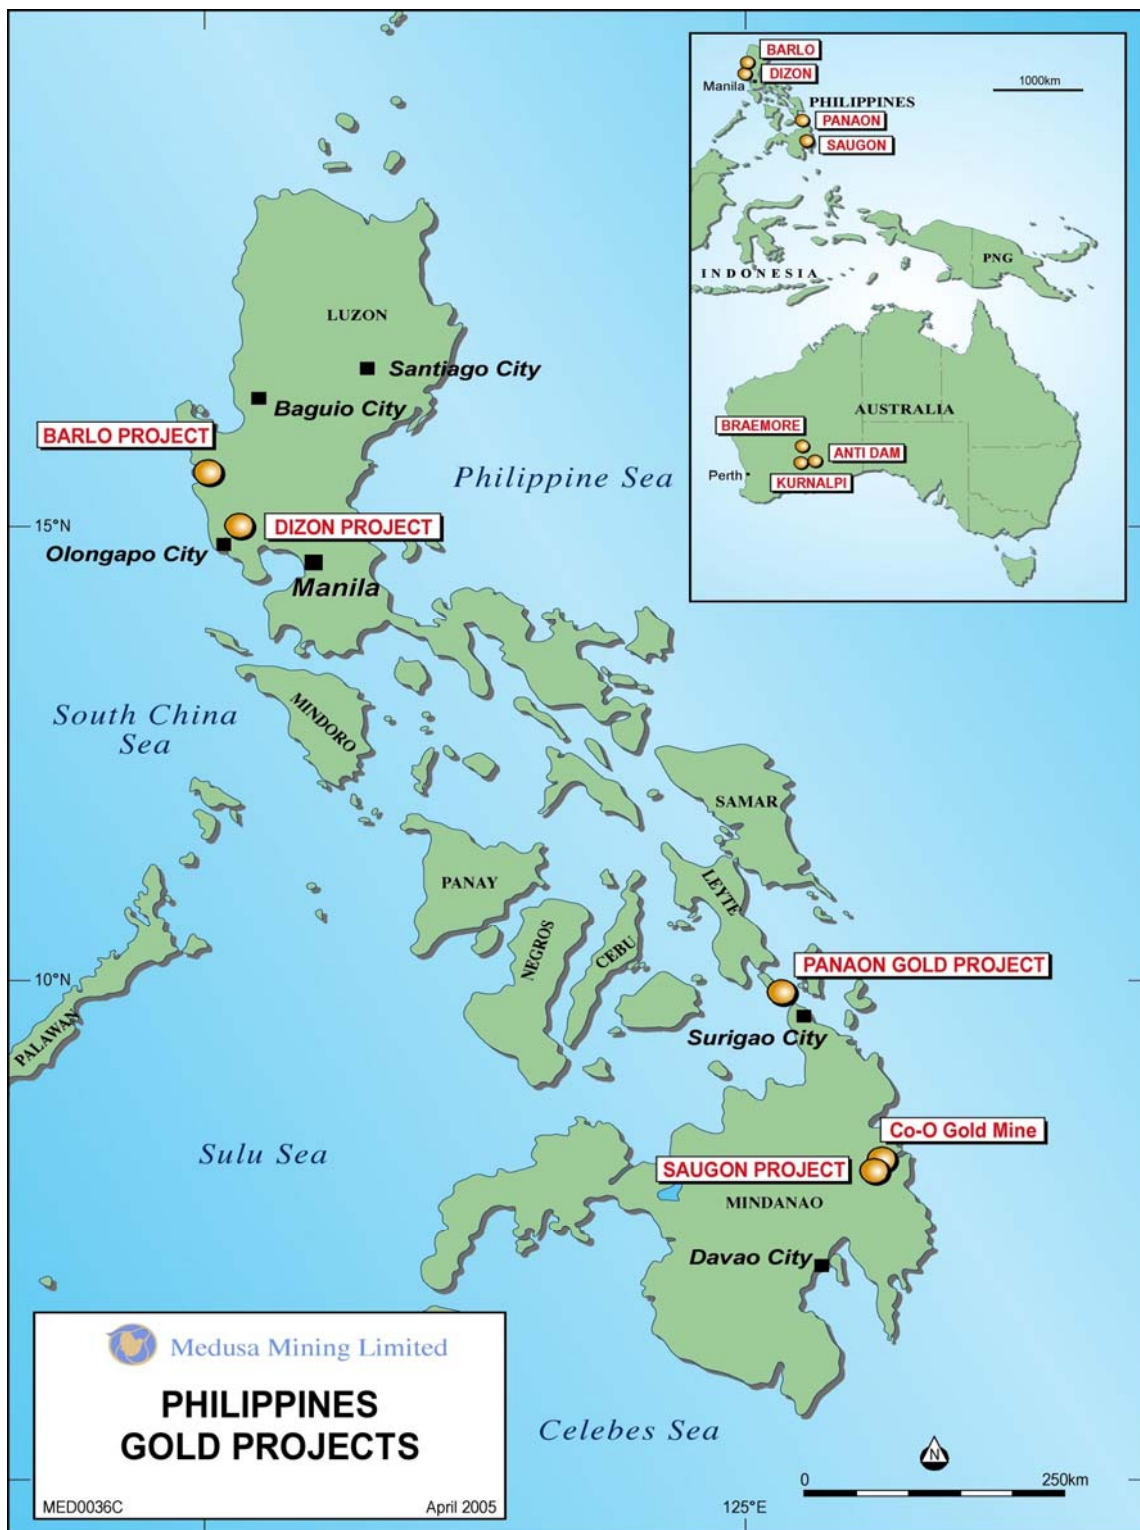 BARLO
DIZON
Manila
1000km
PHILIPPINES
PANAON
SAUGON
PNG
INDONESIA
AUSTRALIA
BRAEMORE
ANTI DAM
Perth
KURNALPI
LUZON
Santiago City
Baguio City
BARLO PROJECT
Philippine Sea
15°N
DIZON PROJECT
Olongapo City
Manila
South China
Sea
MINDORO
SAMAR
PANAY
LEYTE
NEGROS
CEBU
10°N
PANAON GOLD PROJECT
PALAWAN
Surigao City
Sulu Sea
Co-O Gold Mine
SAUGON PROJECT
MINDANAO
Davao City
Medusa Mining Limited
PHILIPPINES
GOLD PROJECTS
MED0036C
April 2005
Celebes Sea
N
0
250km
125°E